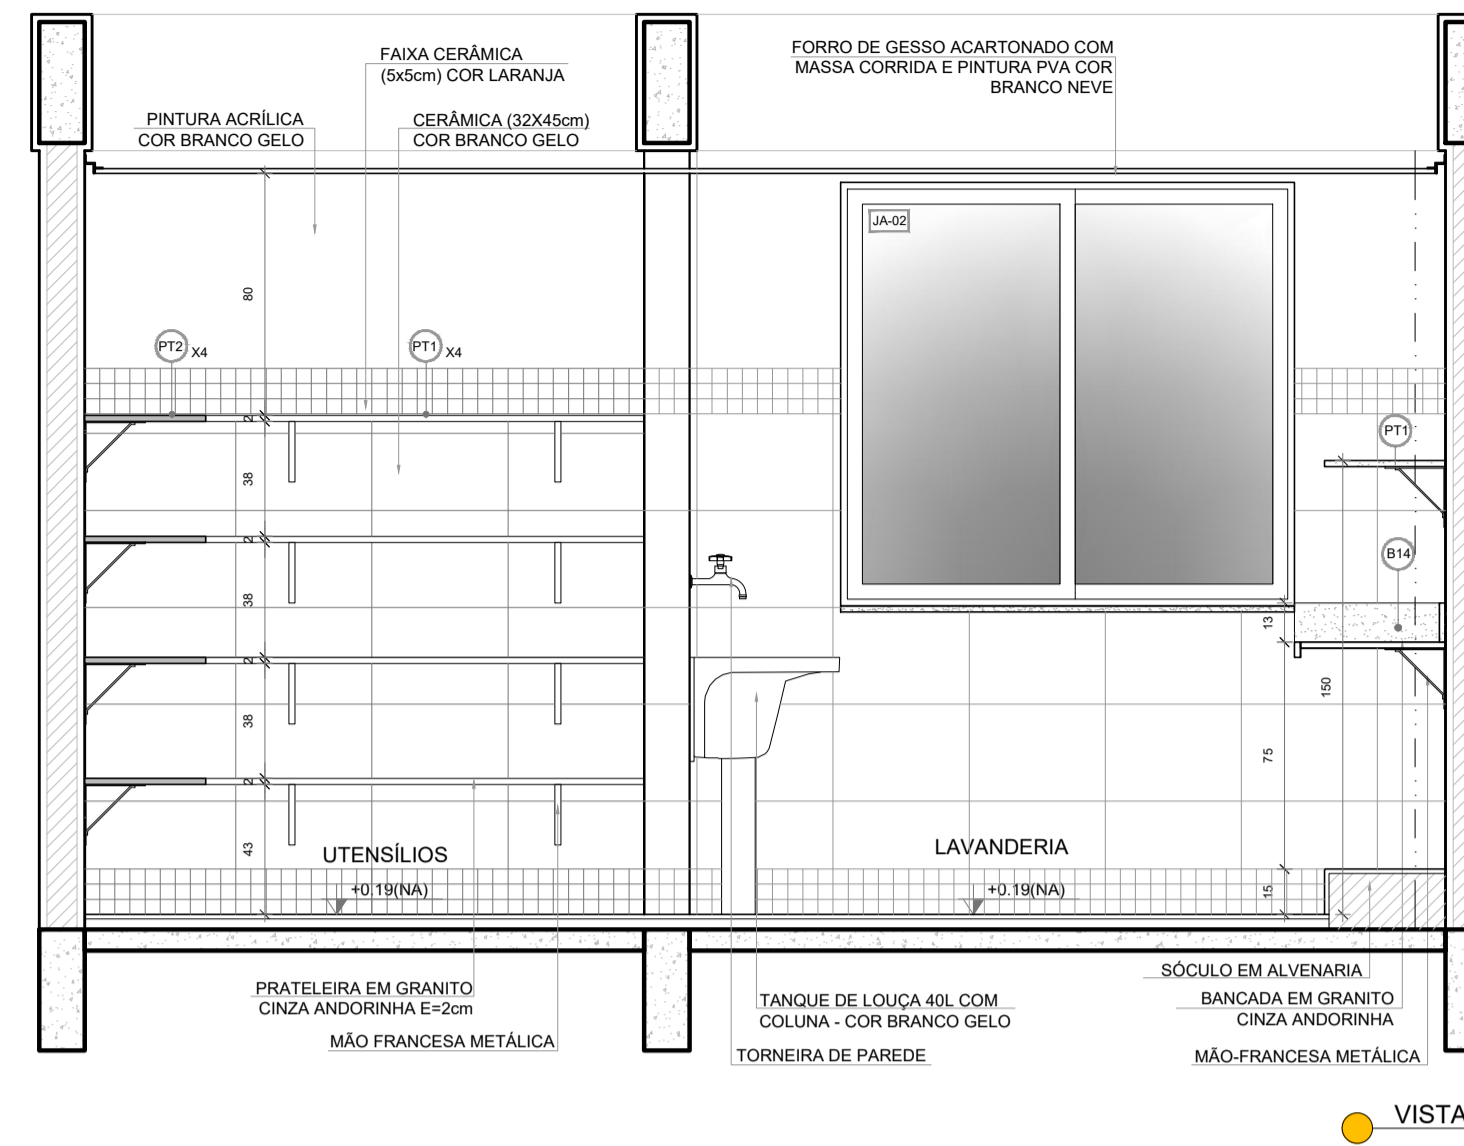 FAIXA CERÂMICA
(5x5cm) COR LARANJA
FORRO DE GESSO ACARTONADO COM
MASSA CORRIDA E PINTURA PVA COR
BRANCO NEVE
PINTURA ACRÍLICA
COR BRANCO GELO
CERÂMICA (32X45cm)
COR BRANCO GELO
JA-02
80
PT2 X4
PT1 X4
2
38
2
38
2
38
2
43
PT1
B14
13
150
75
15
UTENSÍLIOS
+0.19(NA)
LAVANDERIA
+0.19(NA)
PRATELEIRA EM GRANITO
CINZA ANDORINHA E=2cm
MÃO FRANCESA METÁLICA
TANQUE DE LOUÇA 40L COM
COLUNA - COR BRANCO GELO
TORNEIRA DE PAREDE
SÓCULO EM ALVENARIA
BANCADA EM GRANITO
CINZA ANDORINHA
MÃO-FRANCESA METÁLICA
VISTA